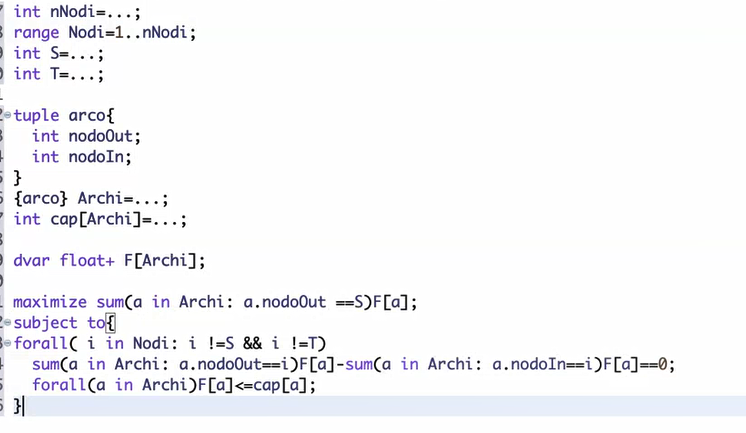 int nNodi=...;
range Nodi=1..nNodi;
int S=...;
int T=...;
tuple arco{
int nodoOut;
int nodoIn;
}
{arco} Archi=...;
int cap[Archi]=...;
dvar float+ F[Archi];
maximize sum(a in Archi: a.nodoOut ==S)F[a];
subject to{
forall( i in Nodi: i !=S && i !=T)
sum(a in Archi: a.nodoOut==i)F[a]-sum(a in Archi: a.nodoIn==i)F[a]==0;
forall(a in Archi)F[a]<=cap[a];
}